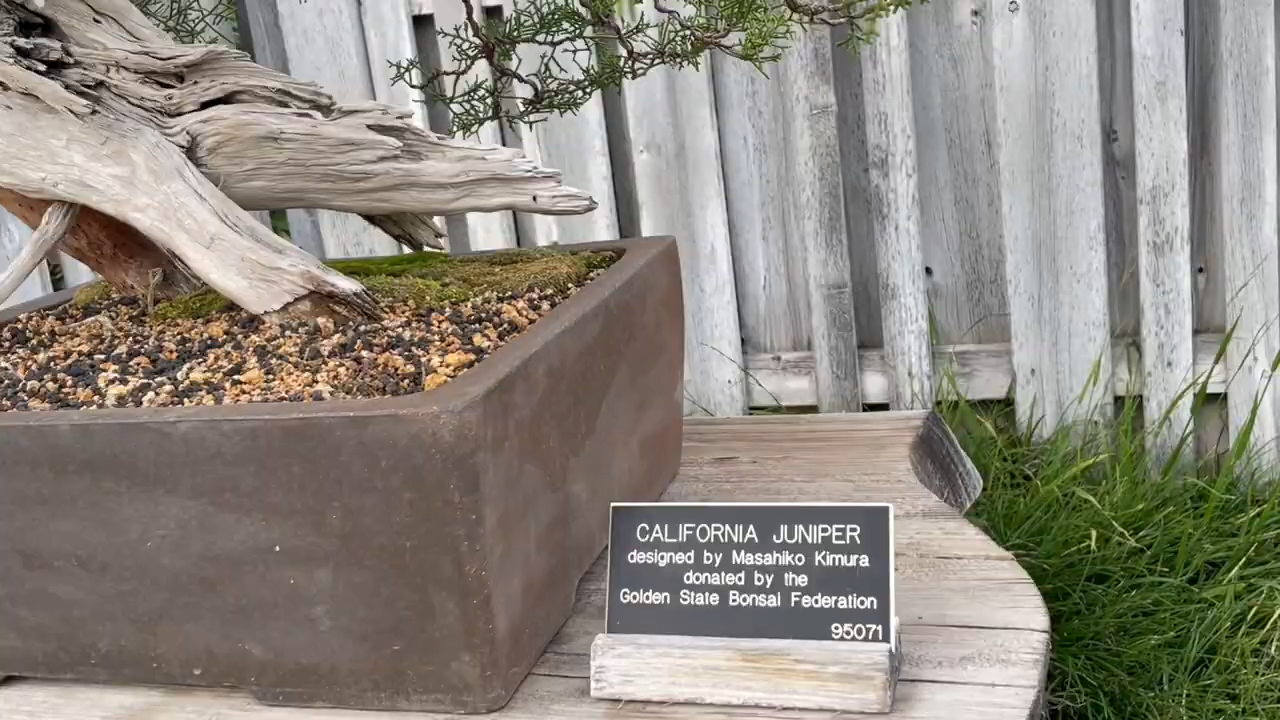 CALIFORNIA JUNIPER
designed by Masahiko Kimura
donated by the
Golden State Bonsai Federation
95071